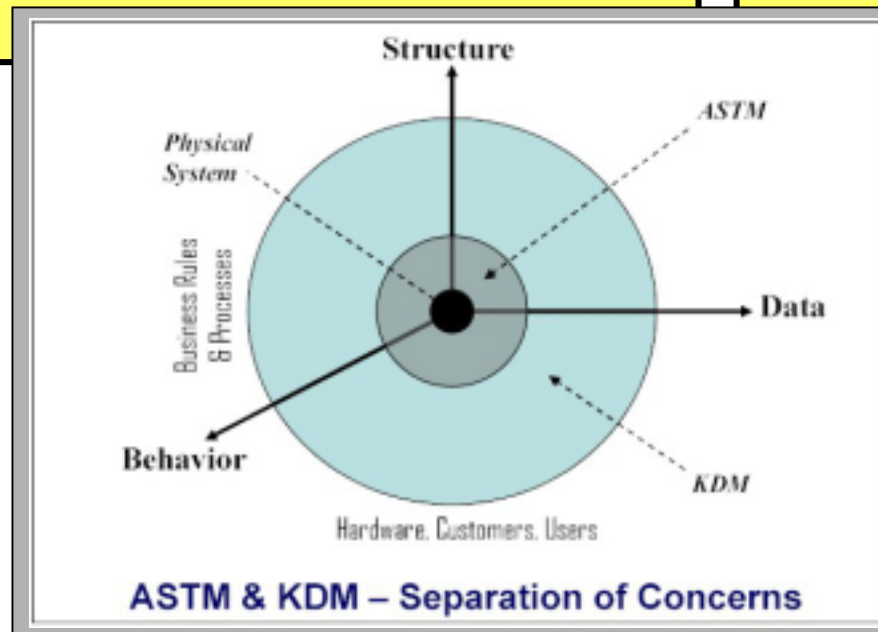 Structure
ASTM
Physical
System
Business Rules
& Processes
Data
Behavior
KDM
Hardware, Customers, Users
ASTM & KDM – Separation of Concerns